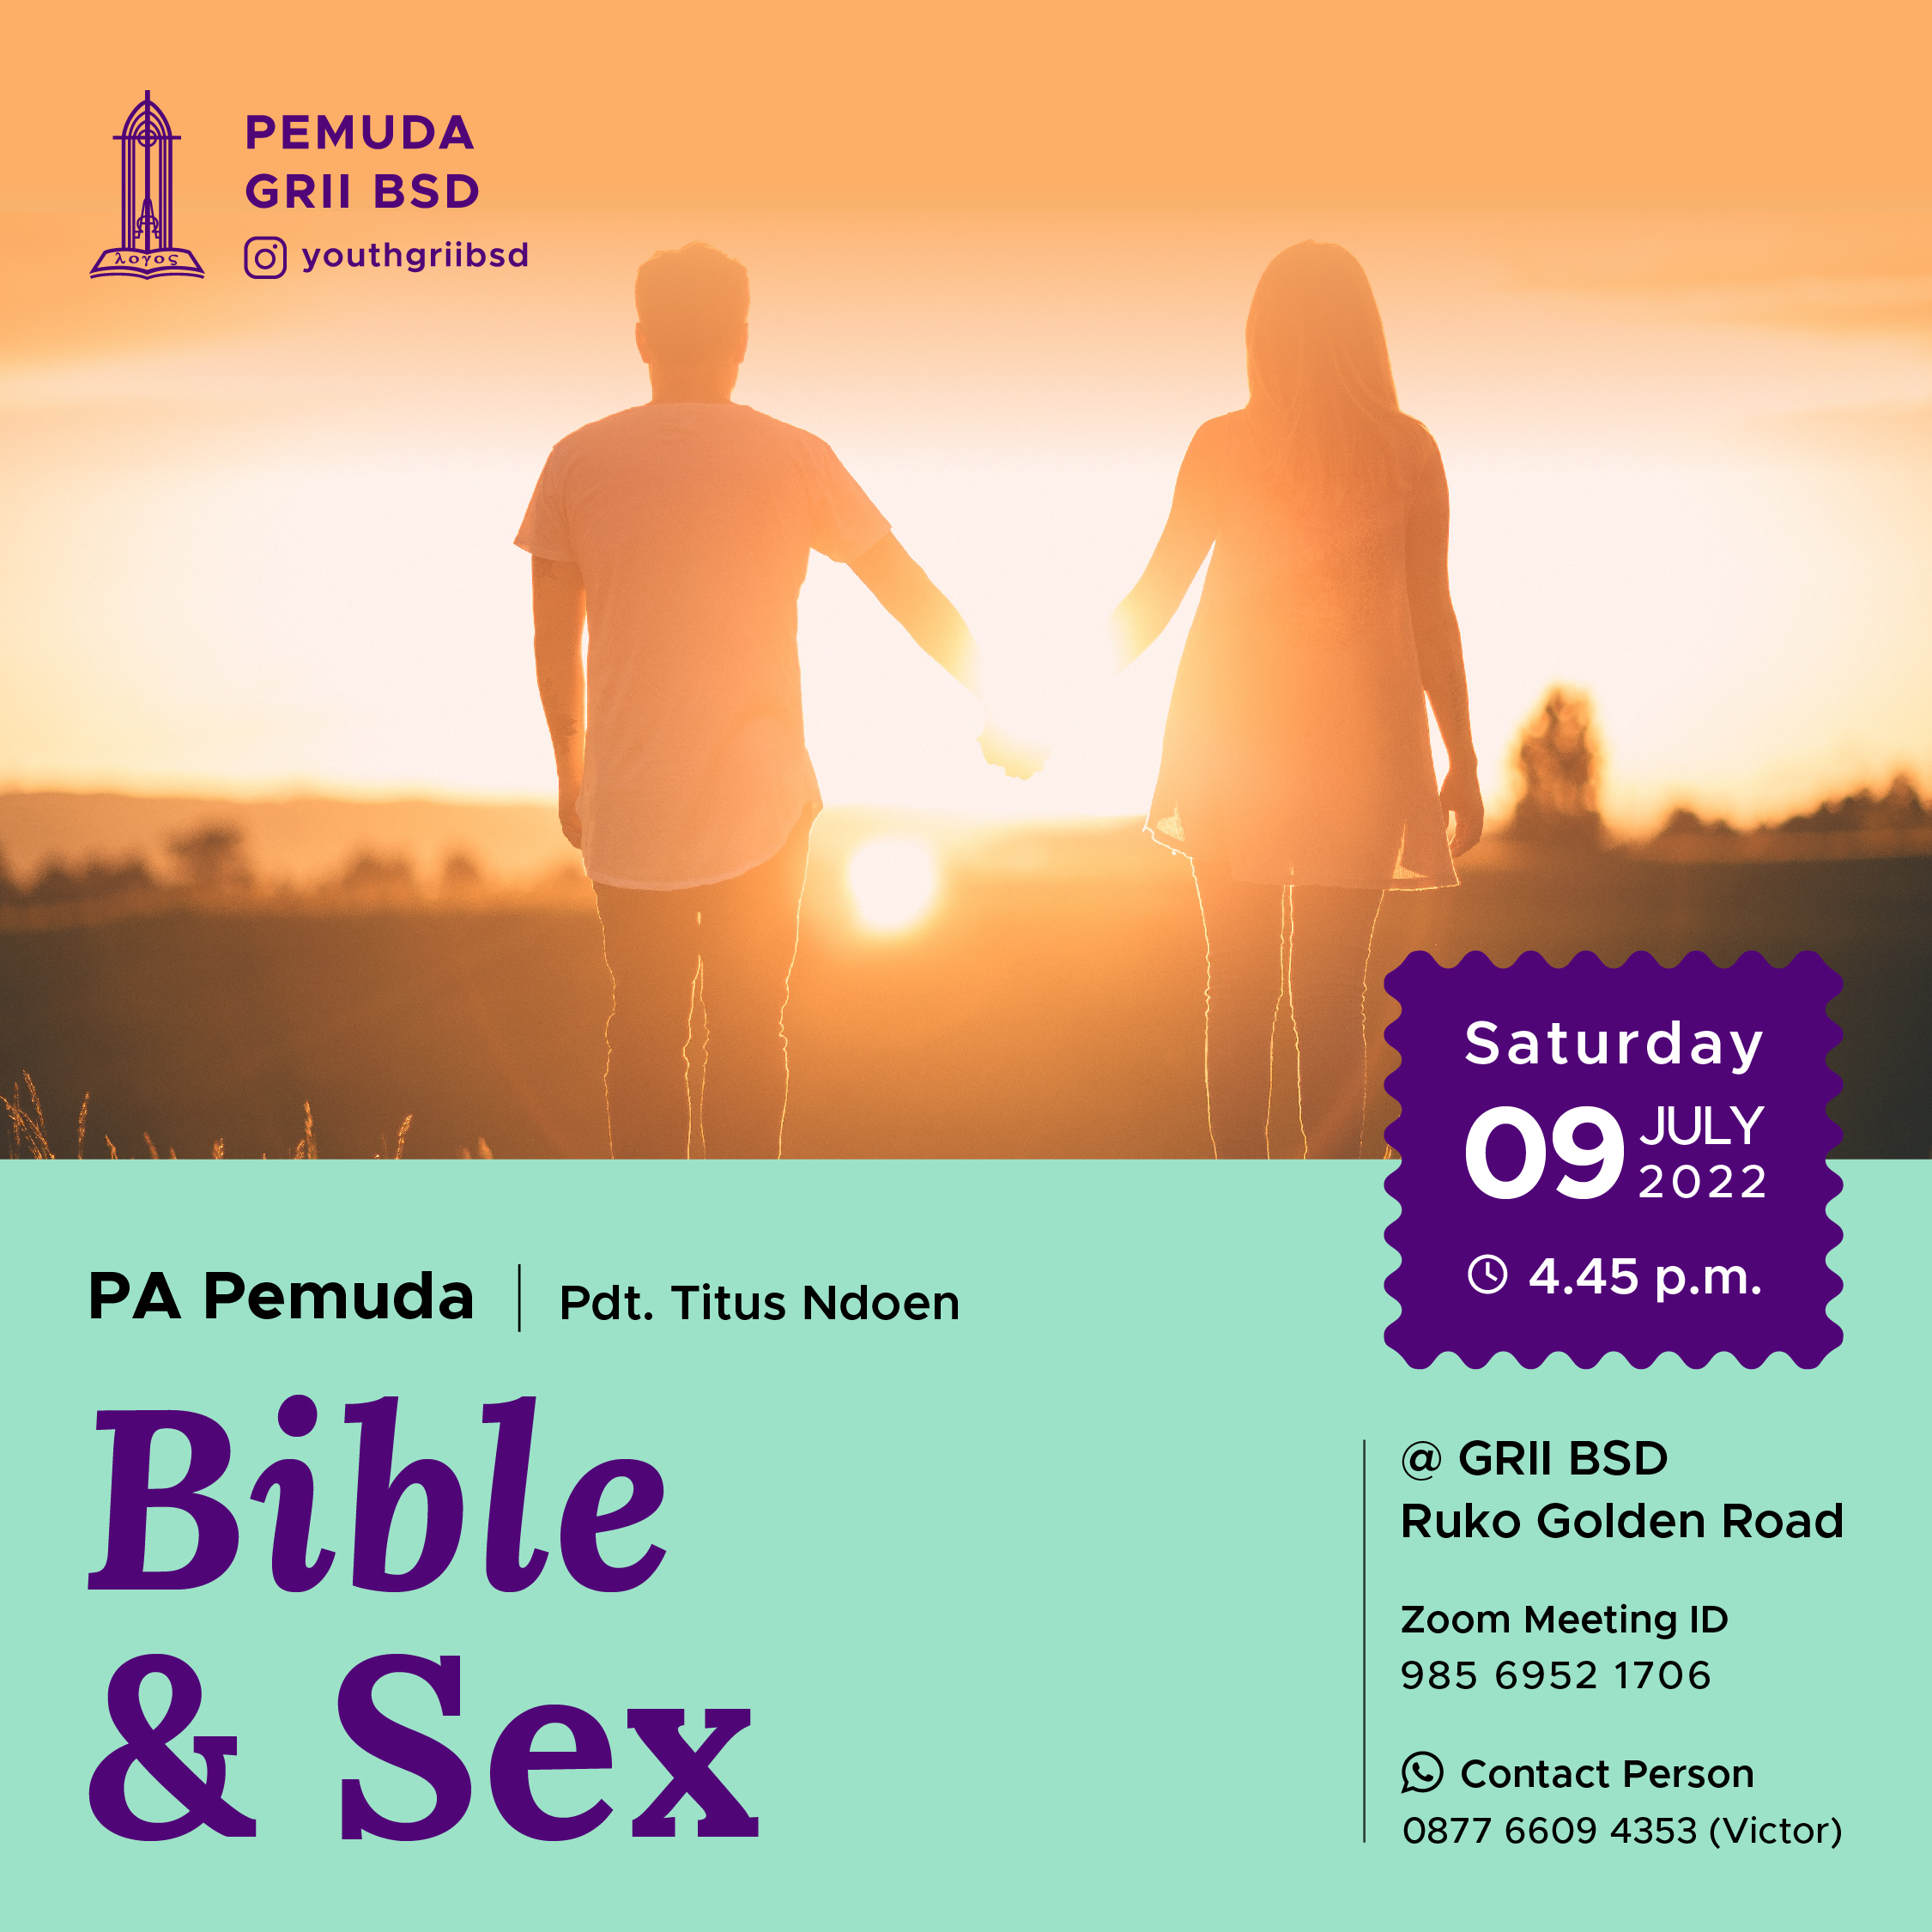 PEMUDA
GRII BSD
youthgriibsd
λογος
Saturday
09 JULY
2022
4.45 p.m.
PA Pemuda | Pdt. Titus Ndoen
Bible
& Sex
@ GRII BSD
Ruko Golden Road
Zoom Meeting ID
985 6952 1706
Contact Person
0877 6609 4353 (Victor)